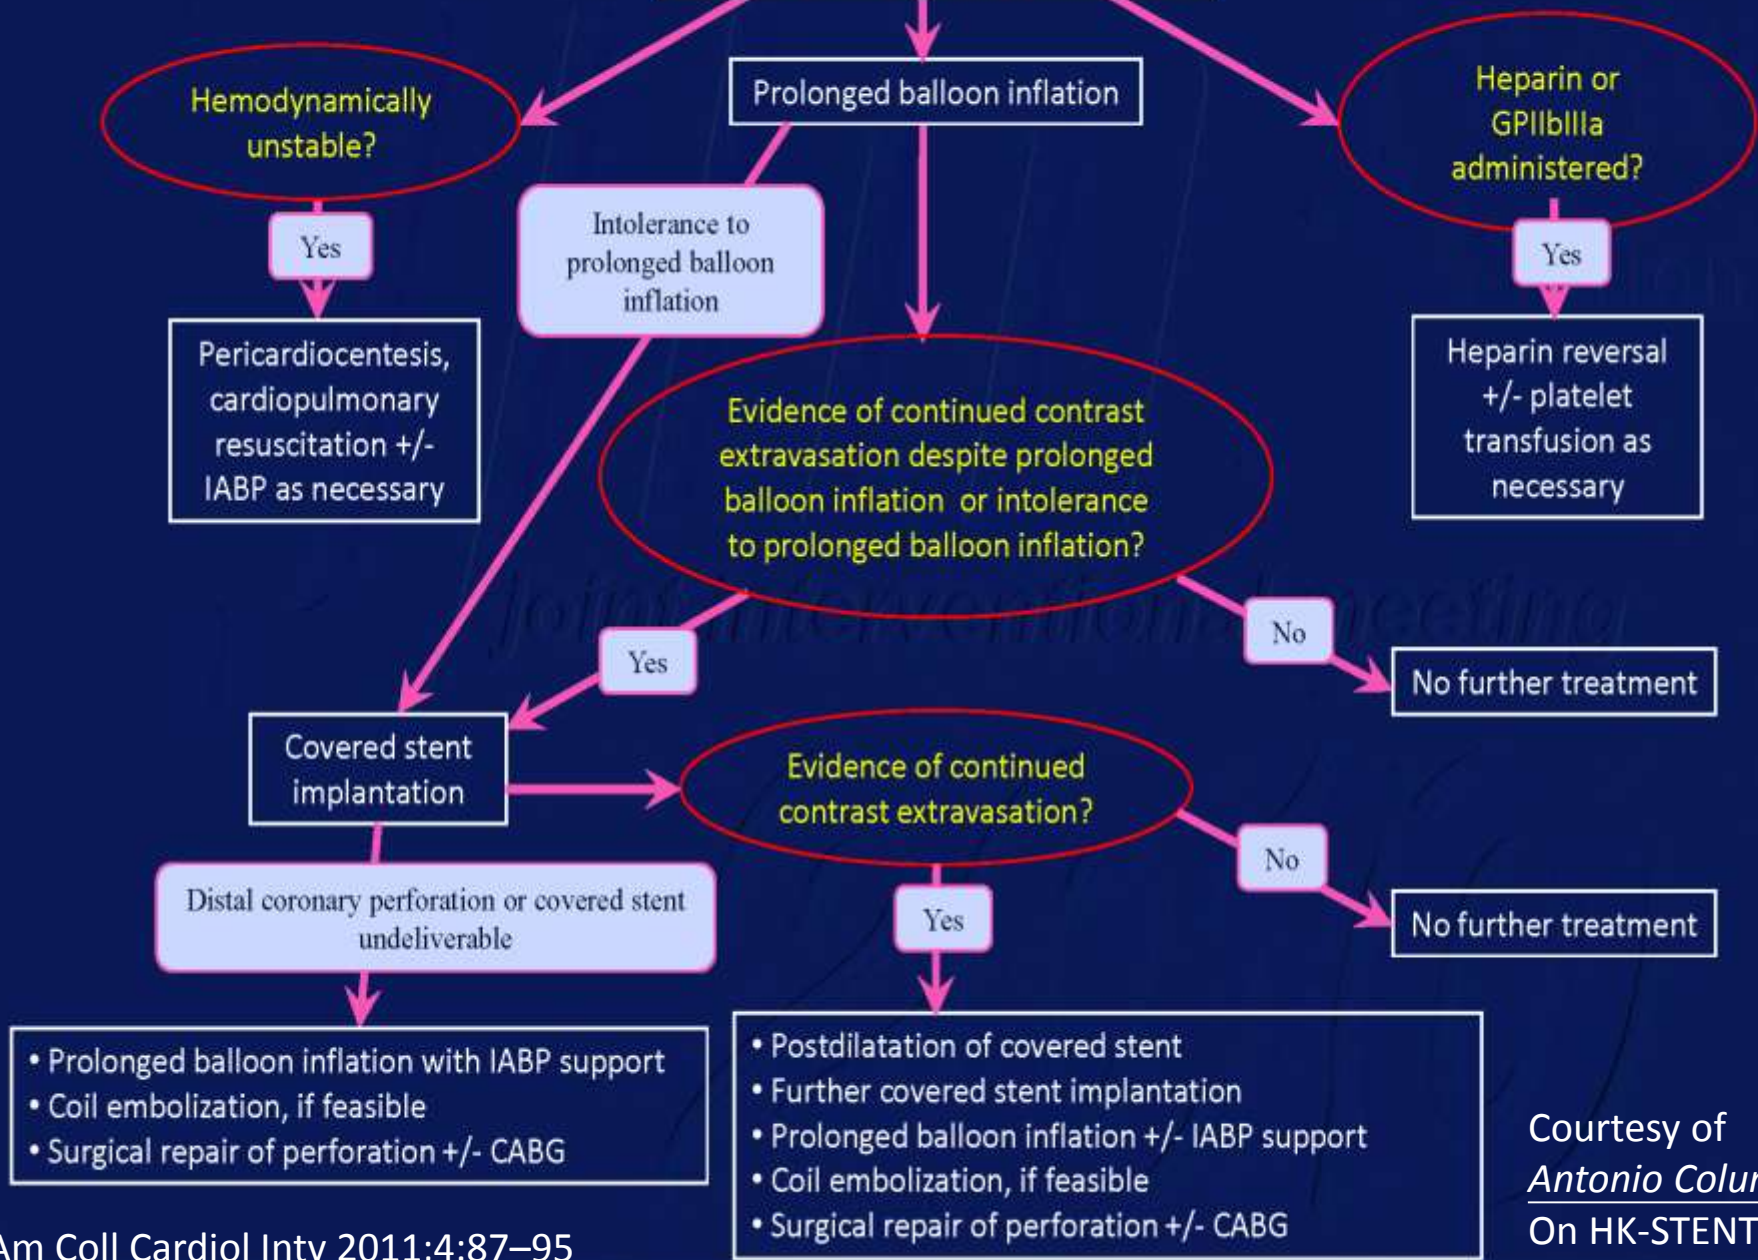 Hemodynamically
unstable?
Prolonged balloon inflation
Heparin or
GPIIbIIIa
administered?
Yes
Intolerance to
prolonged balloon
inflation
Yes
Pericardiocentesis,
cardiopulmonary
resuscitation +/-
IABP as necessary
Heparin reversal
+/- platelet
transfusion as
necessary
Evidence of continued contrast
extravasation despite prolonged
balloon inflation or intolerance
to prolonged balloon inflation?
joint interventional meeting
Yes
No
No further treatment
Covered stent
implantation
Evidence of continued
contrast extravasation?
No
Distal coronary perforation or covered stent
undeliverable
Yes
No further treatment
• Prolonged balloon inflation with IABP support
• Coil embolization, if feasible
• Surgical repair of perforation +/- CABG
• Postdilatation of covered stent
• Further covered stent implantation
• Prolonged balloon inflation +/- IABP support
• Coil embolization, if feasible
• Surgical repair of perforation +/- CABG
Courtesy of
Antonio
On HK-STENT
Am Coll Cardiol Intv 2011;4:87–95